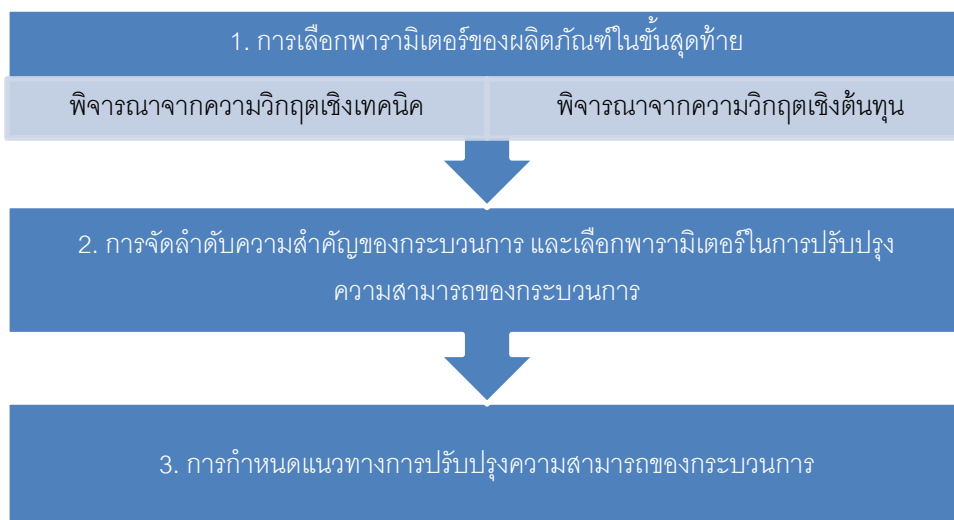 1. การเลือกพารามิเตอร์ของผลิตภัณฑ์ในขั้นสุดท้าย
พิจารณาจากความวิกฤตเชิงเทคนิค
พิจารณาจากความวิกฤตเชิงต้นทุน
2. การจัดลำดับความสำคัญของกระบวนการ และเลือกพารามิเตอร์ในการปรับปรุง
ความสามารถของกระบวนการ
3. การกำหนดแนวทางการปรับปรุงความสามารถของกระบวนการ